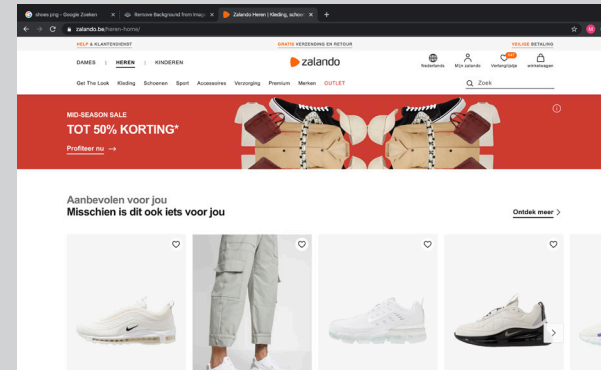 shoes png - Google Zoeken
Remove Background from Imag
Zalando Heren | Kleding, schoen
zalando.be/heren-home/
M
HELP & KLANTENDIENST
GRATIS VERZENDING EN RETOUR
VEILIGE BETALING
DAMES | HEREN | KINDEREN
zalando
Nederlands
Mijn zalando
Verlanglijstje
winkelwagen
Get The Look Kleding Schoenen Sport Accessoires Verzorging Premium Merken OUTLET
Zoek
MID-SEASON SALE
TOT 50% KORTING*
Profiteer nu →
Aanbevolen voor jou
Misschien is dit ook iets voor jou
Ontdek meer >